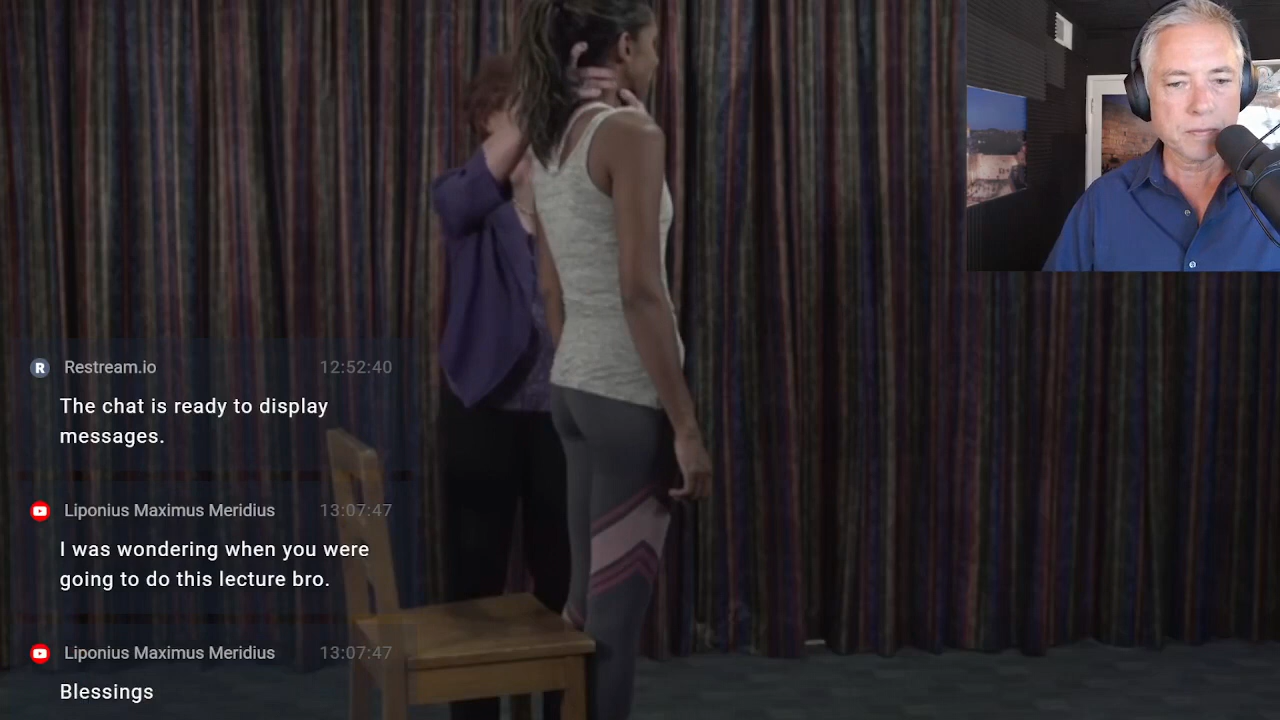 R Restream.io 12:52:40
The chat is ready to display
messages.
Liponius Maximus Meridius 13:07:47
I was wondering when you were
going to do this lecture bro.
Liponius Maximus Meridius 13:07:47
Blessings